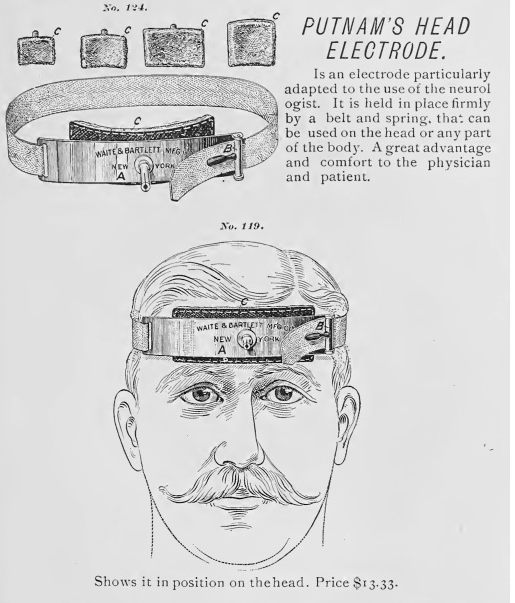 No. 124.
C
C
C
C
PUTNAM'S HEAD
ELECTRODE.
Is an electrode particularly
adapted to the use of the neurol
ogist. It is held in place firmly
by a belt and spring, that can
be used on the head or any part
of the body. A great advantage
and comfort to the physician
and patient.
C
WAITE & BARTLETT MFG
B
NEW YORK
A
No. 119.
C
WAITE & BARTLETT MFG CO
B
NEW YORK
A
Shows it in position on the head. Price $13.33.